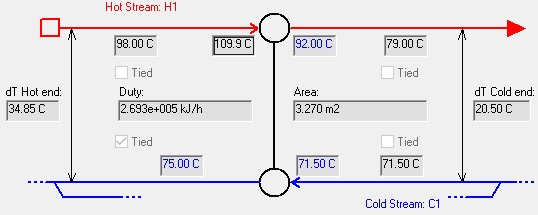 Hot Stream: H1
98.00 C 109.9 C 92.00 C 79.00 C
Tied Tied
dT Hot end: Duty: Area: dT Cold end:
34.85 C 2.693e+005 kJ/h 3.270 m2 20.50 C
Tied Tied
75.00 C 71.50 C 71.50 C
Cold Stream: C1